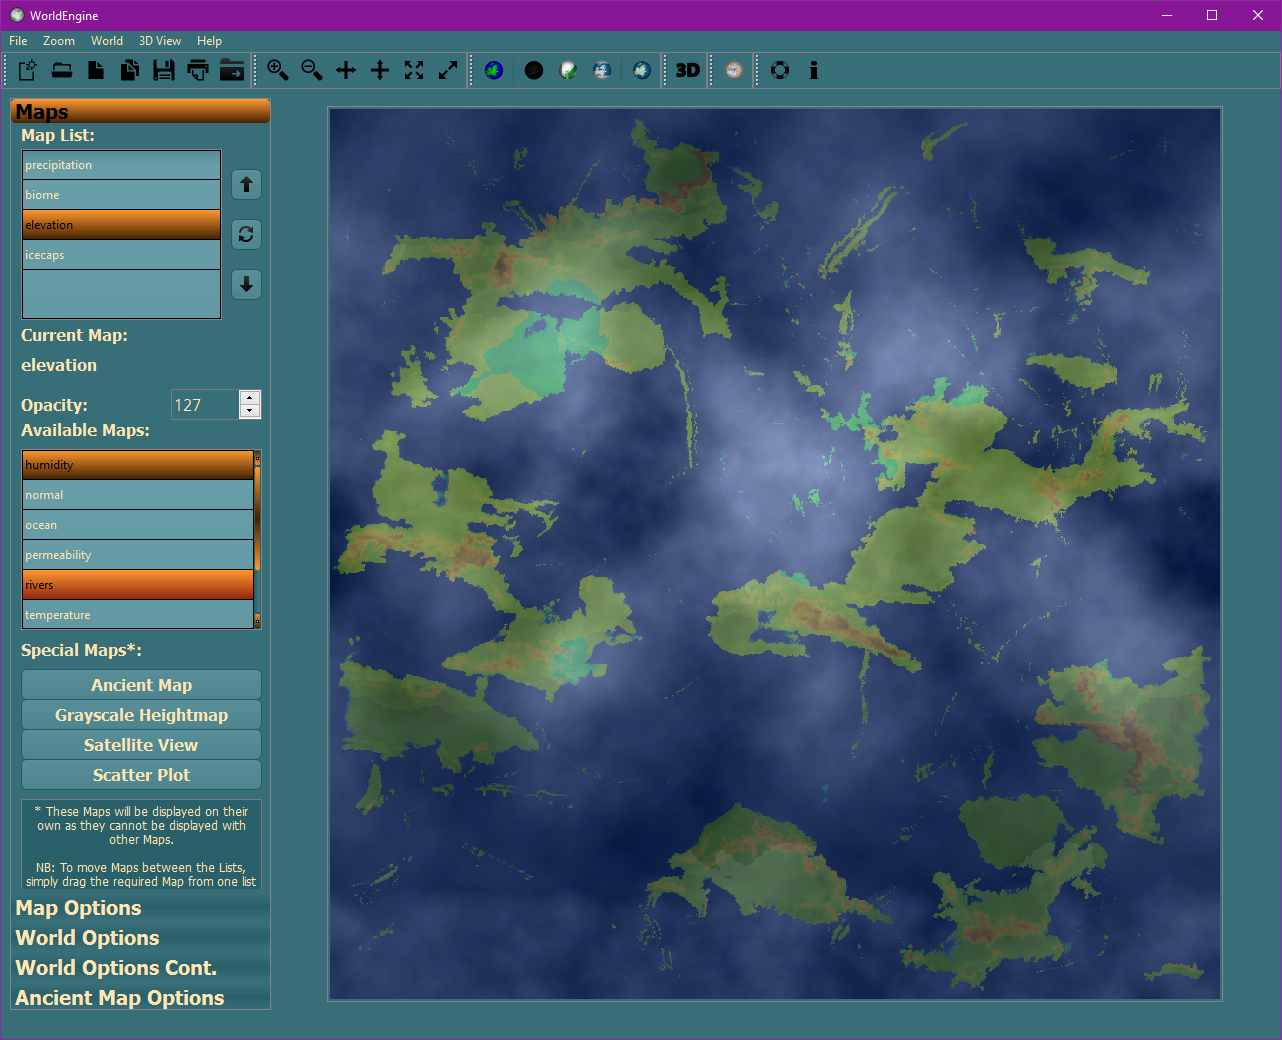 WorldEngine
File Zoom World 3D View Help
3D
Maps
Map List:
precipitation
biome
elevation
icecaps
Current Map:
elevation
Opacity: 127
Available Maps:
humidity
normal
ocean
permeability
rivers
temperature
Special Maps*:
Ancient Map
Grayscale Heightmap
Satellite View
Scatter Plot
* These Maps will be displayed on their
own as they cannot be displayed with
other Maps.
NB: To move Maps between the Lists,
simply drag the required Map from one list
Map Options
World Options
World Options Cont.
Ancient Map Options